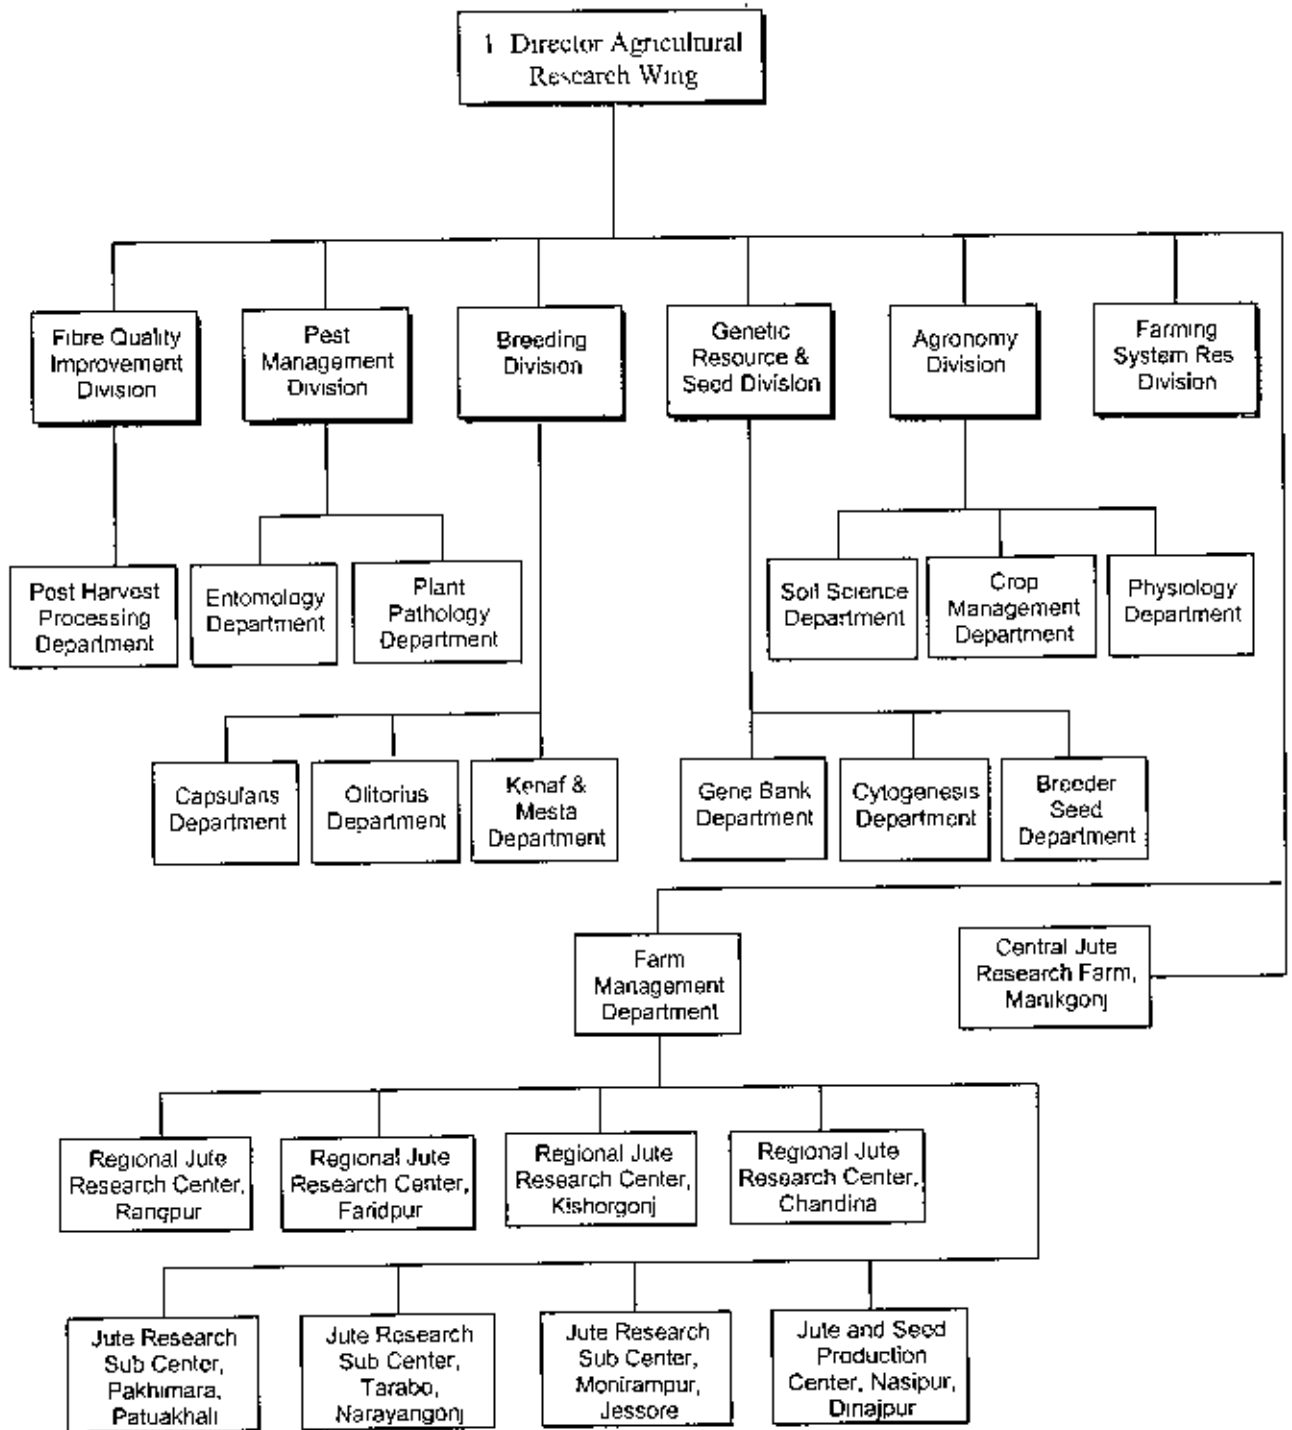 1 Director Agricultural
Research Wing
Fibre Quality
Improvement
Division
Pest
Management
Division
Breeding
Division
Genetic
Resource &
Seed Division
Agronomy
Division
Farming
System Res
Division
Post Harvest
Processing
Department
Entomology
Department
Plant
Pathology
Department
Soil Science
Department
Crop
Management
Department
Physiology
Department
Capsulans
Department
Olitorius
Department
Kenaf &
Mesta
Department
Gene Bank
Department
Cytogenesis
Department
Breeder
Seed
Department
Farm
Management
Department
Central Jute
Research Farm,
Manikgonj
Regional Jute
Research Center,
Rangpur
Regional Jute
Research Center,
Faridpur
Regional Jute
Research Center,
Kishorgonj
Regional Jute
Research Center,
Chandina
Jute Research
Sub Center,
Pakhimara,
Patuakhali
Jute Research
Sub Center,
Tarabo,
Narayangonj
Jute Research
Sub Center,
Monirampur,
Jessore
Jute and Seed
Production
Center, Nasipur,
Dinajpur